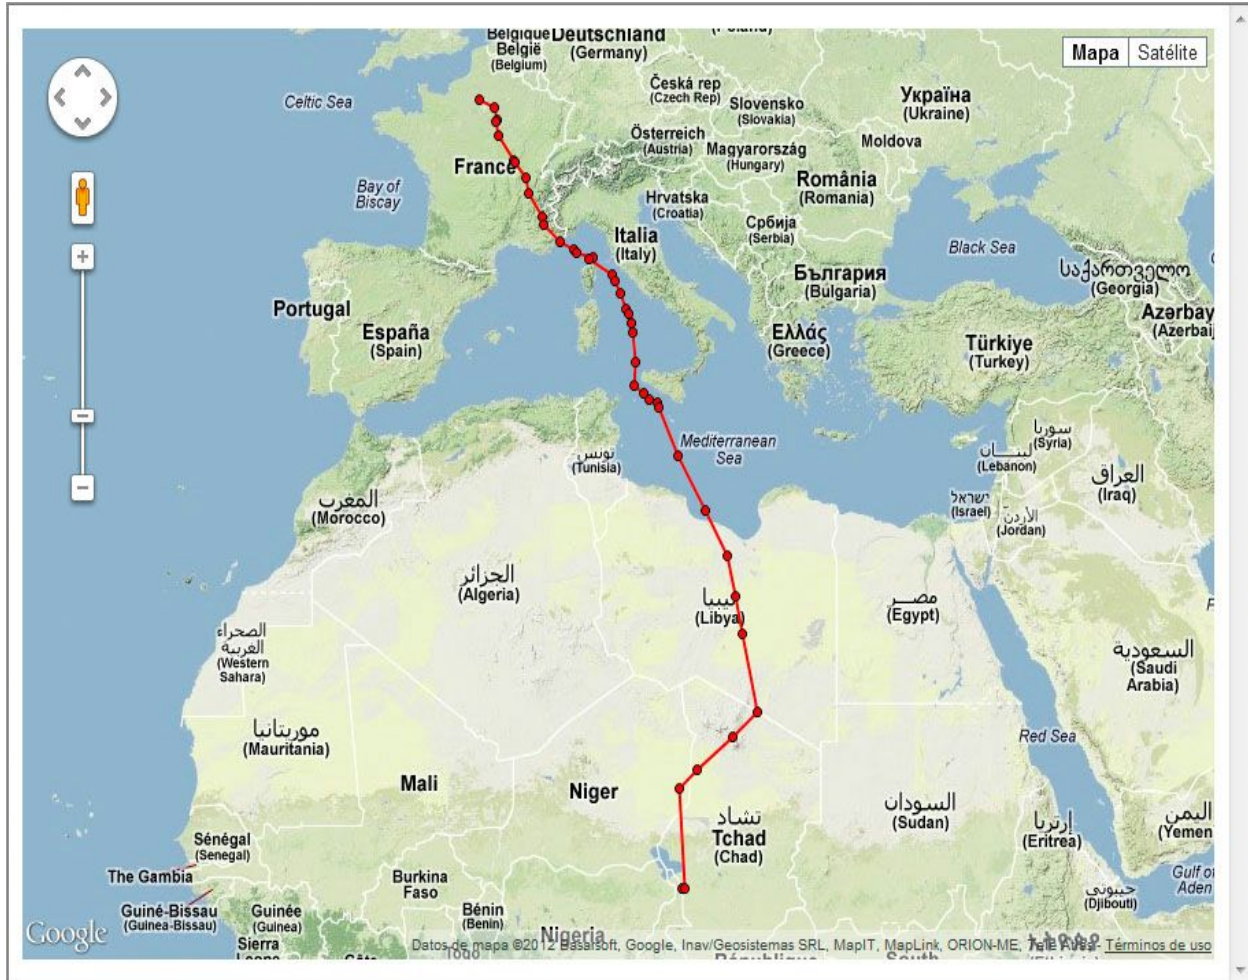 Belgique
België
(Belgium)
Deutschland
(Germany)
Mapa
Satélite
Celtic Sea
Česká rep
(Czech Rep)
Slovensko
(Slovakia)
Україна
(Ukraine)
Österreich
(Austria)
Magyarország
(Hungary)
Moldova
France
Bay of
Biscay
România
(Romania)
Hrvatska
(Croatia)
Србија
(Serbia)
Italia
(Italy)
Black Sea
България
(Bulgaria)
საქართველო
(Georgia)
Portugal
España
(Spain)
Ελλάς
(Greece)
Türkiye
(Turkey)
Azərbay
(Azerbaij
Mediterranean
Sea
تونس
(Tunisia)
سوريا
(Syria)
لبنــــان
(Lebanon)
العراق
(Iraq)
المغرب
(Morocco)
ישראל
(Israel)
الأردن
(Jordan)
الجزائر
(Algeria)
ليبيا
(Libya)
مصــر
(Egypt)
الصحراء
الغربية
(Western
Sahara)
السعودية
(Saudi
Arabia)
موريتانيا
(Mauritania)
Red Sea
Mali
Niger
تشــاد
Tchad
(Chad)
السودان
(Sudan)
إرتريا
(Eritrea)
اليمن
(Yemen
Sénégal
(Senegal)
The Gambia
Burkina
Faso
Gulf of
Aden
جيبوتي
(Djibouti)
Guiné-Bissau
(Guinea-Bissau)
Guinée
(Guinea)
Bénin
(Benin)
Nigeria
Google
Sierra
Togo
South
Datos de mapa ©2012 Basarsoft, Google, Inav/Geosistemas SRL, MapIT, MapLink, ORION-ME, Tele Atlas - Términos de uso